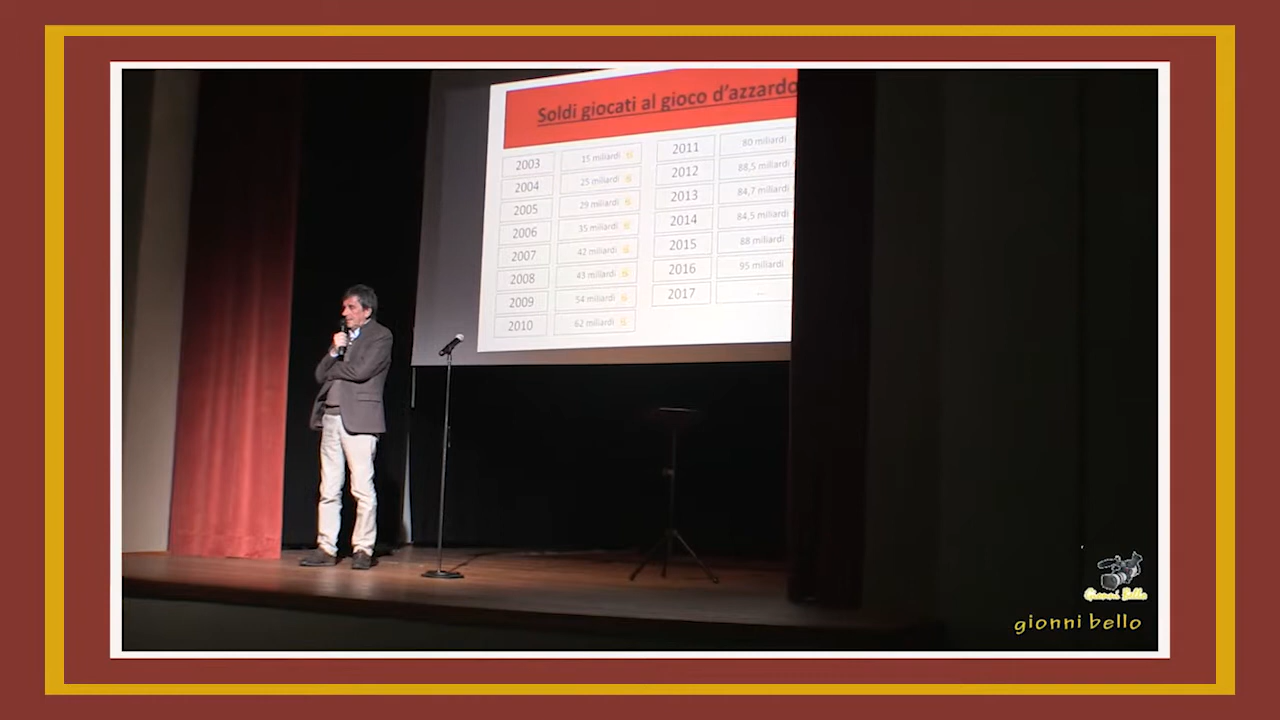 Soldi giocati al gioco d'azzardo
2003 15 miliardi
2004 25 miliardi
2005 29 miliardi
2006 35 miliardi
2007 42 miliardi
2008 43 miliardi
2009 54 miliardi
2010 62 miliardi
2011 80 miliardi
2012 88,5 miliardi
2013 84,7 miliardi
2014 84,5 miliardi
2015 88 miliardi
2016 95 miliardi
2017 ...
Gionni Bello
gionni bello